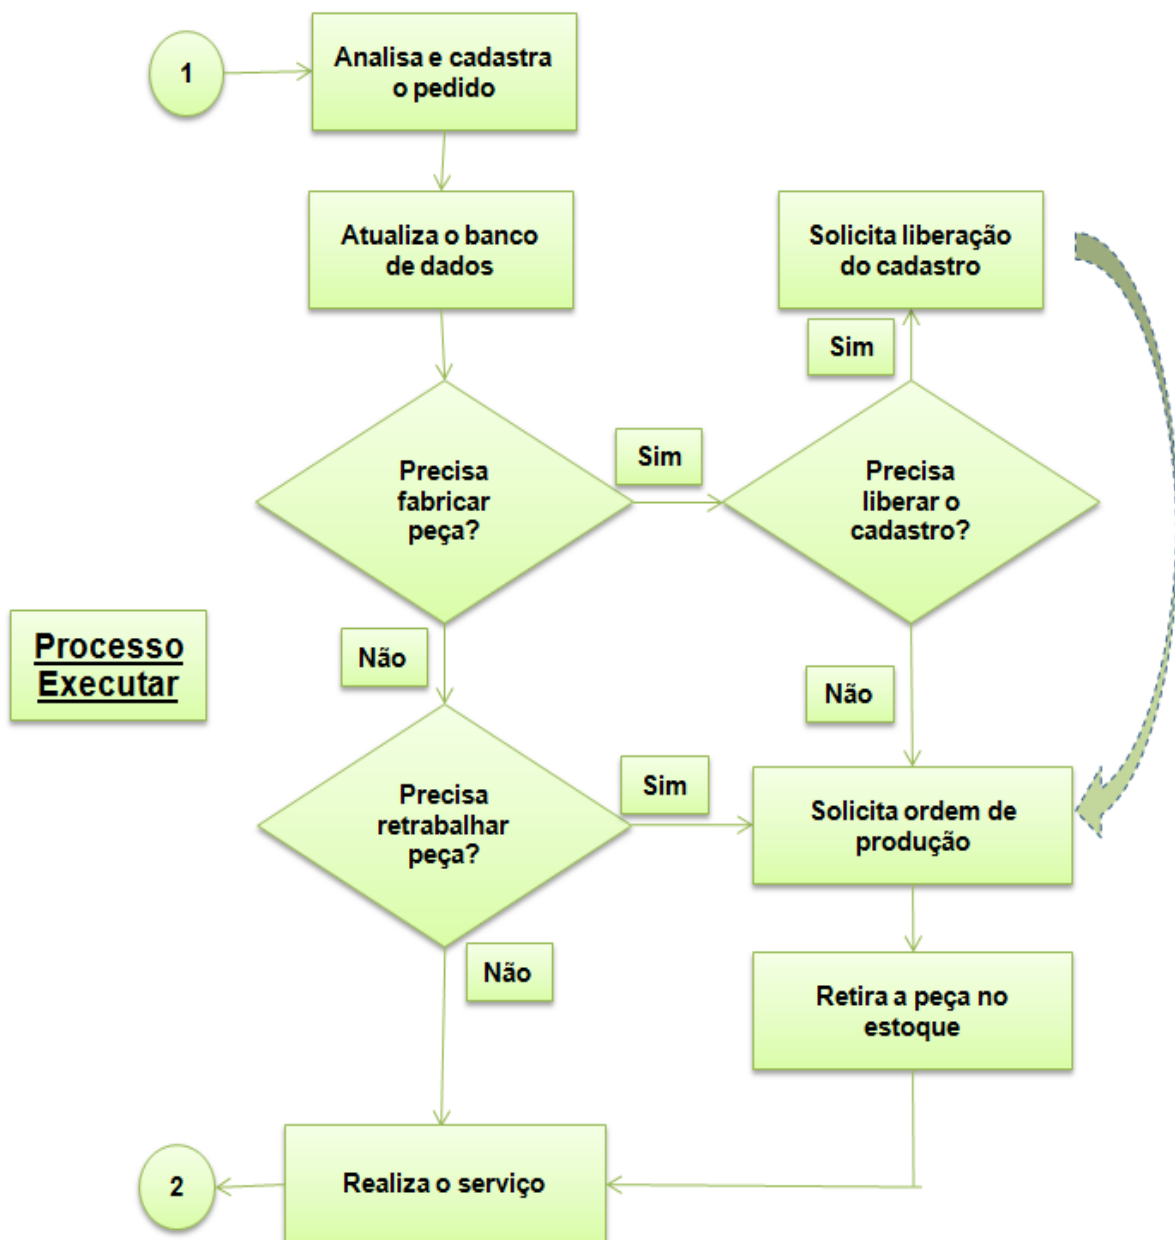 1
Analisa e cadastra
o pedido
Atualiza o banco
de dados
Solicita liberação
do cadastro
Sim
Precisa
fabricar
peça?
Sim
Precisa
liberar o
cadastro?
Processo
Executar
Não
Não
Precisa
retrabalhar
peça?
Sim
Solicita ordem de
produção
Não
Retira a peça no
estoque
2
Realiza o serviço